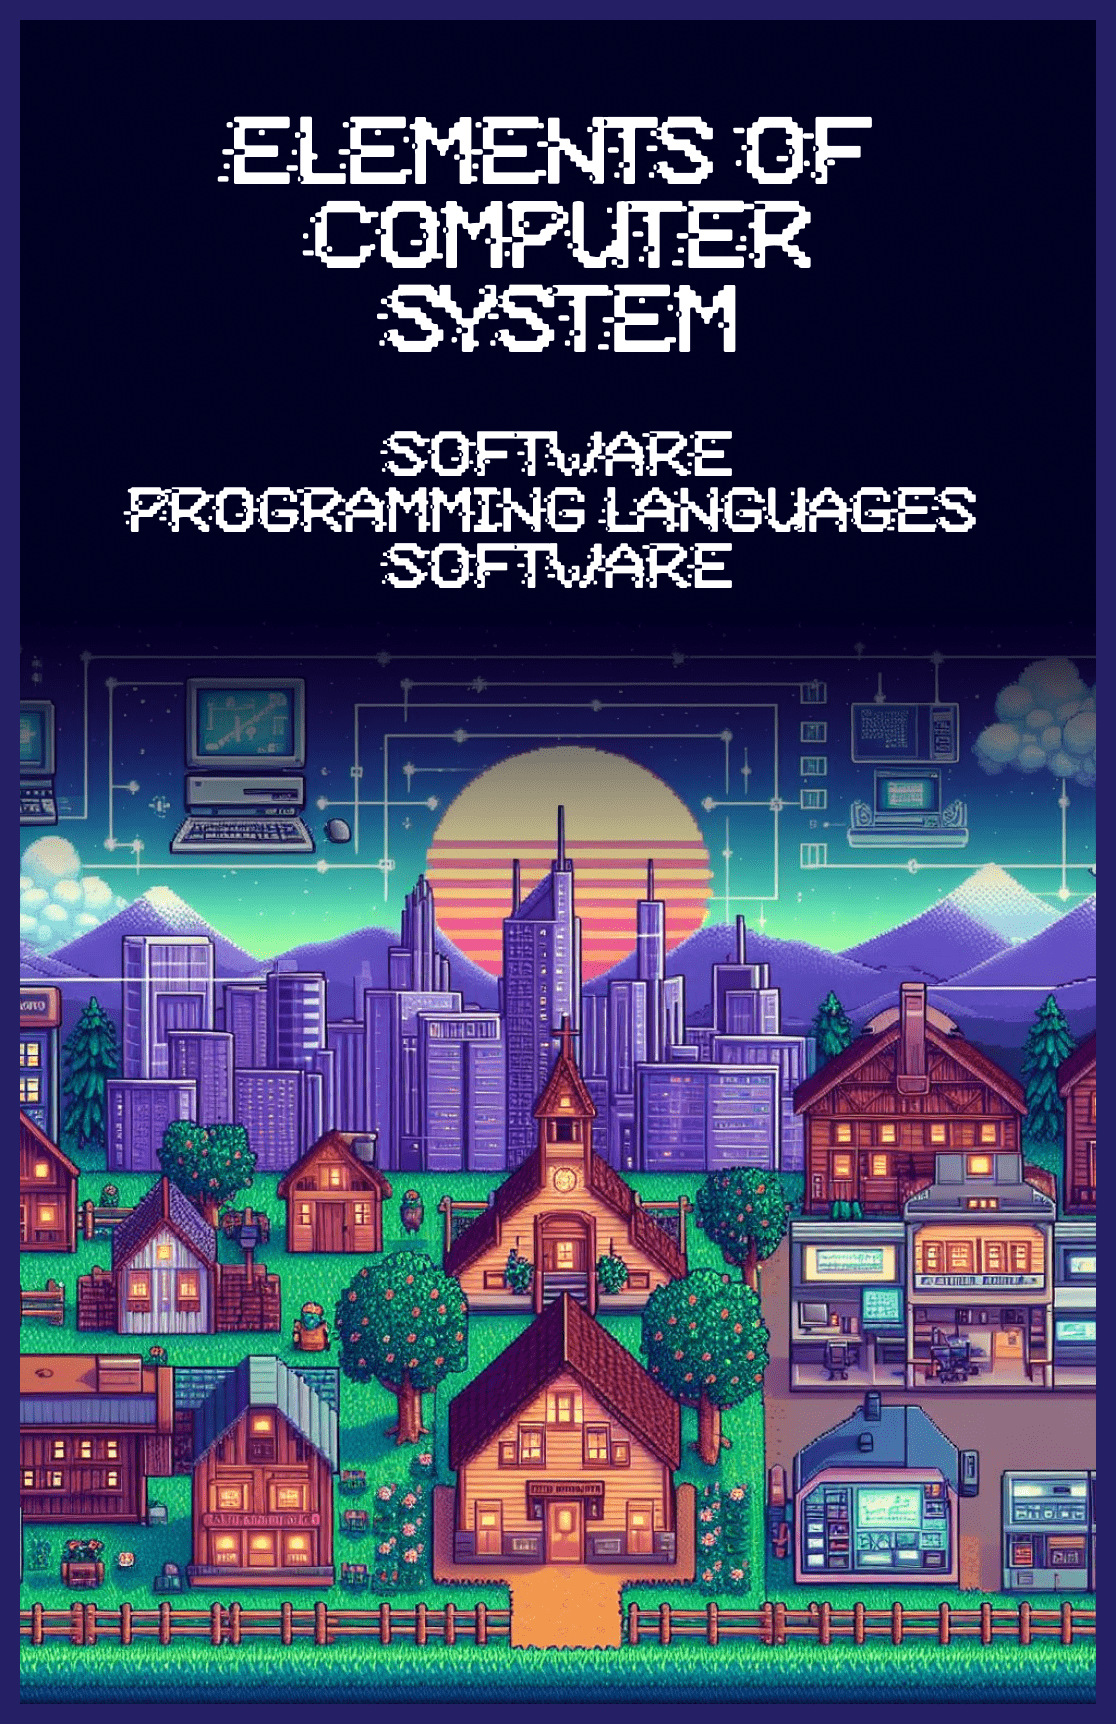 ELEMENTS OF
COMPUTER
SYSTEM
SOFTWARE
PROGRAMMING LANGUAGES
SOFTWARE